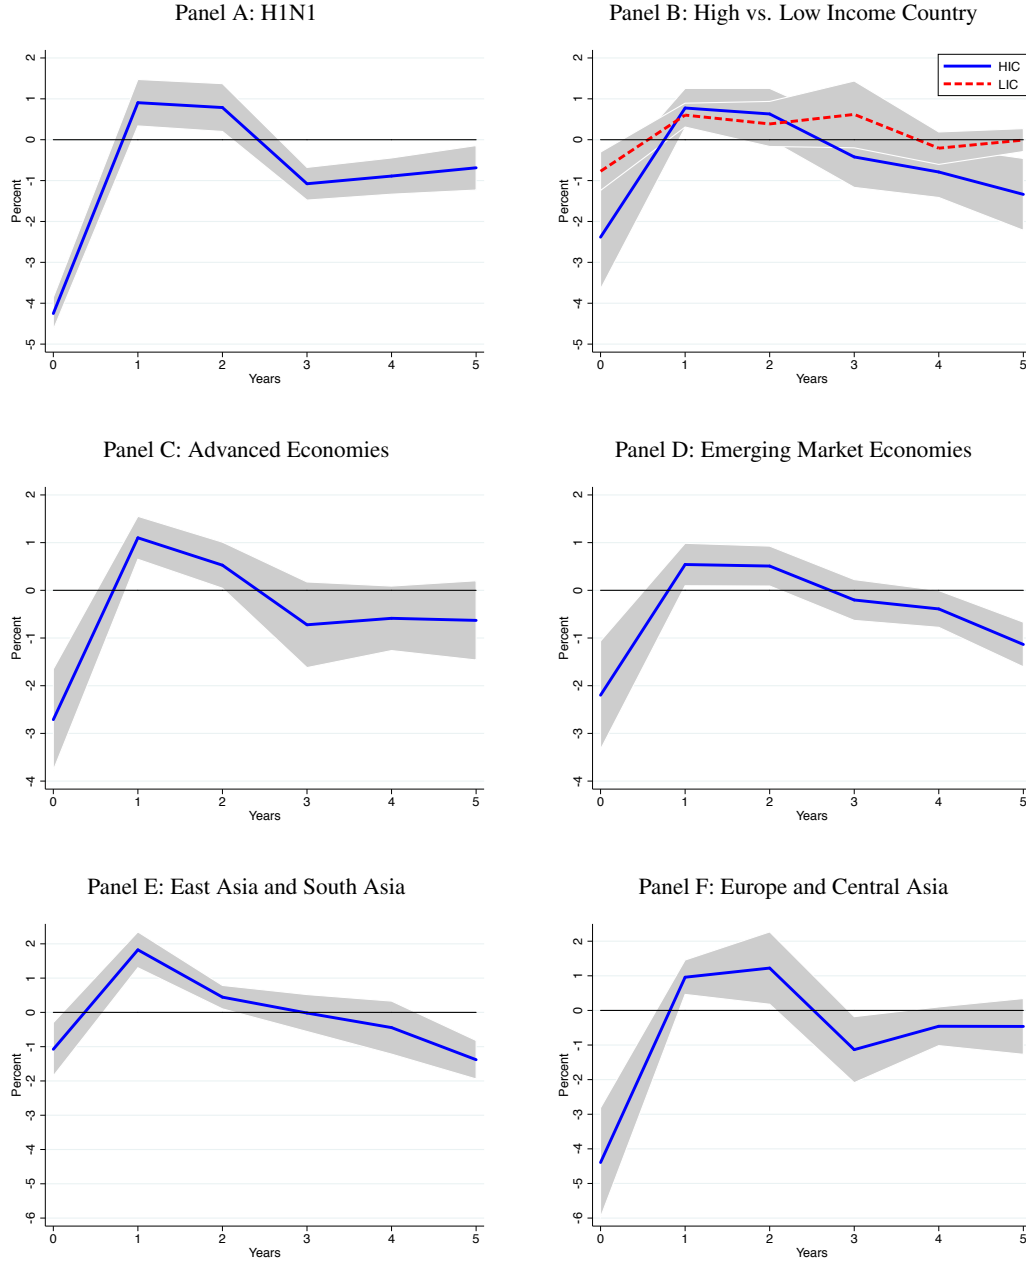 Panel A: H1N1
2
1
0
-1
-2
-3
-4
-5
Percent
0 1 2 3 4 5
Years
Panel B: High vs. Low Income Country
HIC
LIC
2
1
0
-1
-2
-3
-4
-5
Percent
0 1 2 3 4 5
Years
Panel C: Advanced Economies
2
1
0
-1
-2
-3
-4
Percent
0 1 2 3 4 5
Years
Panel D: Emerging Market Economies
2
1
0
-1
-2
-3
-4
Percent
0 1 2 3 4 5
Years
Panel E: East Asia and South Asia
2
1
0
-1
-2
-3
-4
-5
-6
Percent
0 1 2 3 4 5
Years
Panel F: Europe and Central Asia
2
1
0
-1
-2
-3
-4
-5
-6
Percent
0 1 2 3 4 5
Years